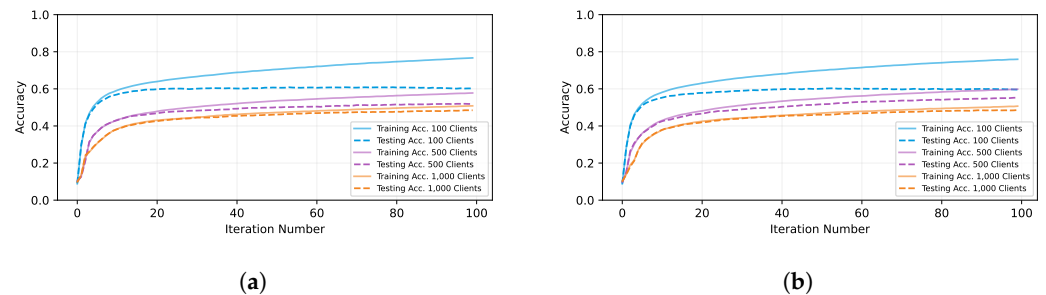 1.0
0.8
0.6
0.4
0.2
0.0
Accuracy
0 20 40 60 80 100
Iteration Number
Training Acc. 100 Clients
Testing Acc. 100 Clients
Training Acc. 500 Clients
Testing Acc. 500 Clients
Training Acc. 1,000 Clients
Testing Acc. 1,000 Clients
(a)
1.0
0.8
0.6
0.4
0.2
0.0
Accuracy
0 20 40 60 80 100
Iteration Number
Training Acc. 100 Clients
Testing Acc. 100 Clients
Training Acc. 500 Clients
Testing Acc. 500 Clients
Training Acc. 1,000 Clients
Testing Acc. 1,000 Clients
(b)